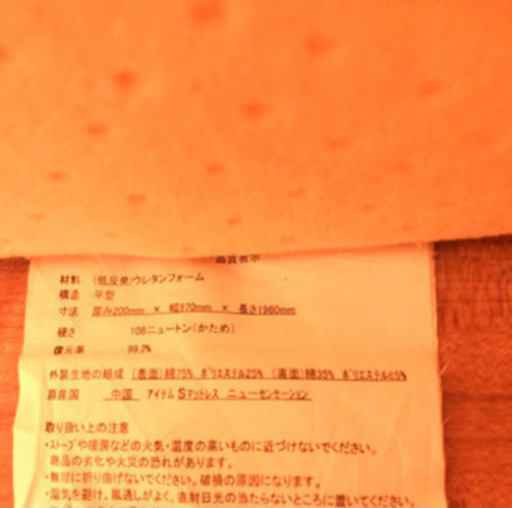 品質表示
材料 (低反発)ウレタンフォーム
構造 平型
寸法 厚み200mm × 幅970mm × 長さ1960mm
硬さ 108ニュートン(かため)
復元率 99.2%
外装生地の組成 (表面)綿75% ポリエステル25% (裏面)綿35% ポリエステル65%
原産国 中国 アイテム Sマットレス ニューセンセーション
取り扱い上の注意
・ストーブや暖房などの火気・温度の高いものに近づけないでください。
商品の劣化や火災の恐れがあります。
・無理に折り曲げないでください。破損の原因になります。
・湿気を避け、風通しがよく、直射日光の当たらないところに置いてください。